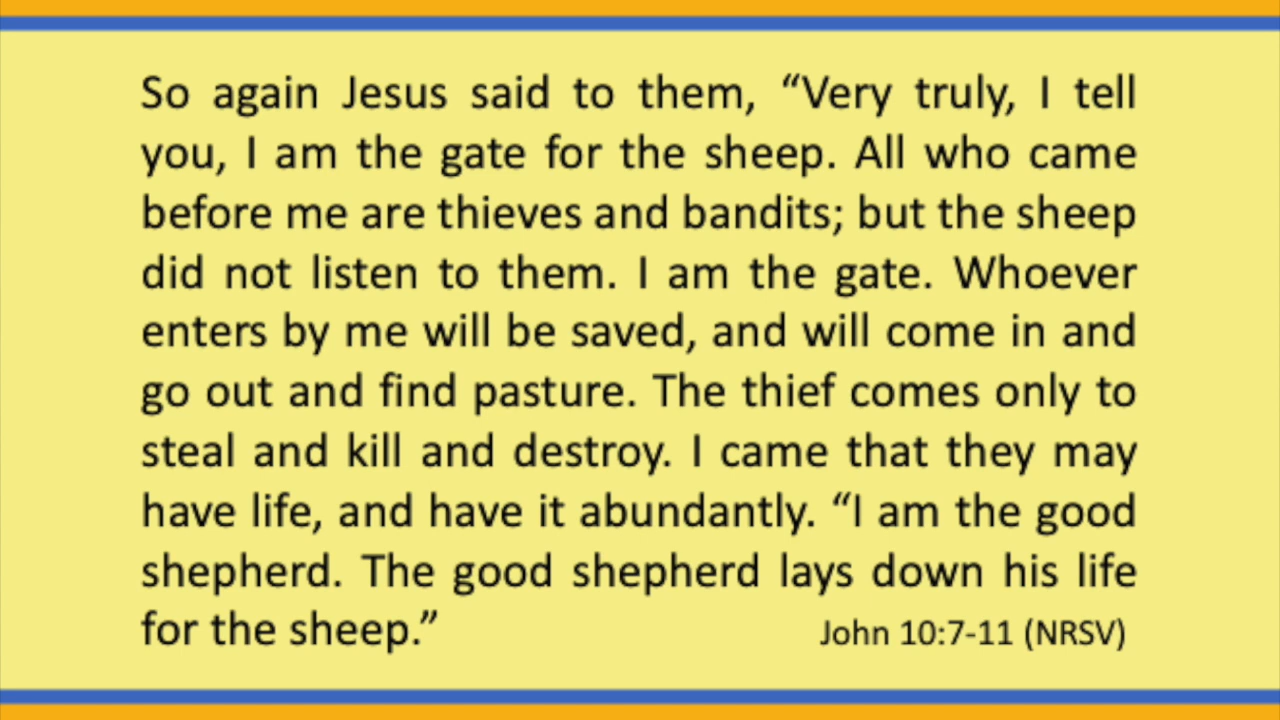 So again Jesus said to them, “Very truly, I tell
you, I am the gate for the sheep. All who came
before me are thieves and bandits; but the sheep
did not listen to them. I am the gate. Whoever
enters by me will be saved, and will come in and
go out and find pasture. The thief comes only to
steal and kill and destroy. I came that they may
have life, and have it abundantly. “I am the good
shepherd. The good shepherd lays down his life
for the sheep.”
John 10:7-11 (NRSV)